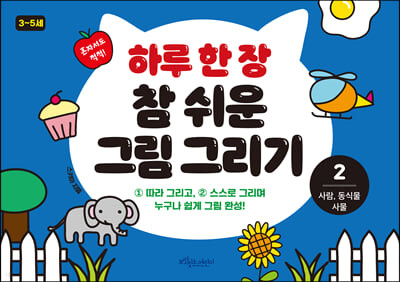 3~5세
혼자서도
척척!
하루 한 장
참 쉬운
그림 그리기
① 따라 그리고, ② 스스로 그리며
누구나 쉽게 그림 완성!
2
사람, 동식물
사물